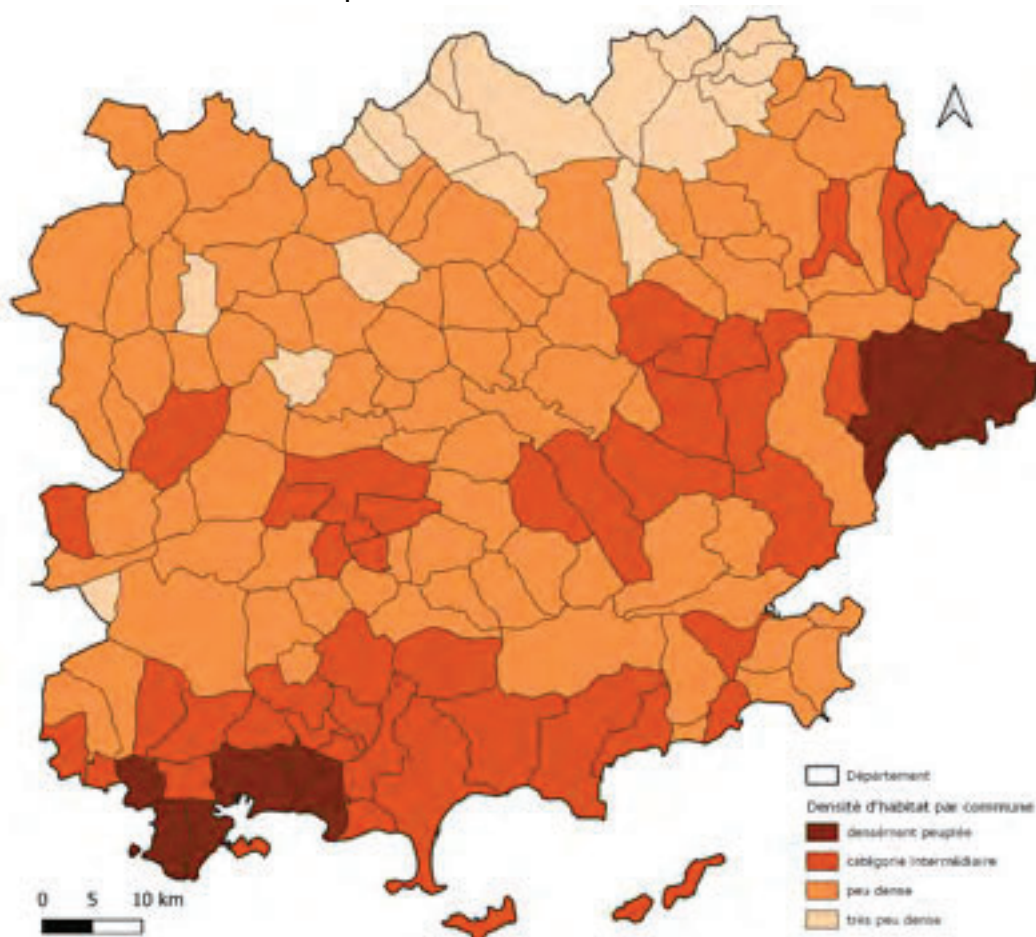 0 5 10 km
Département
Densité d'habitat par commune
densément peuplée
catégorie intermédiaire
peu dense
très peu dense